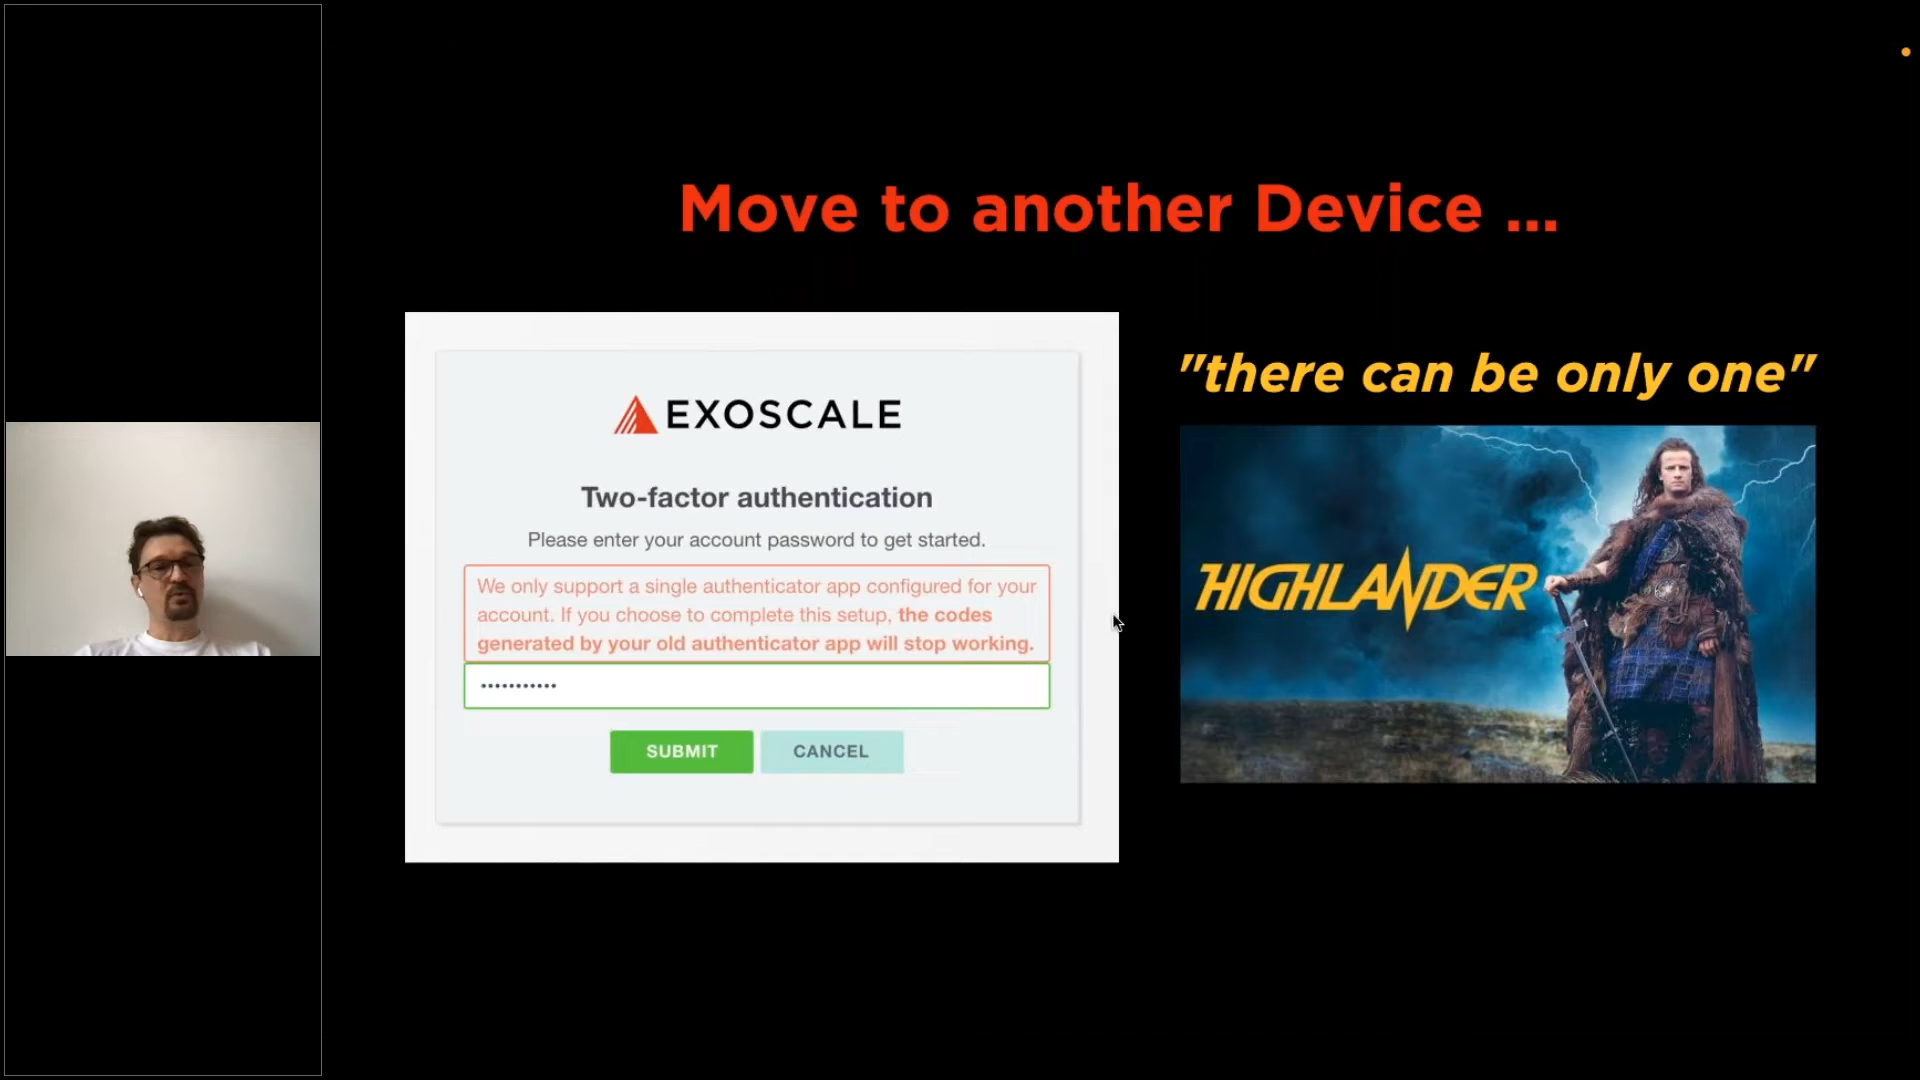 Move to another Device ...
"there can be only one"
EXOSCALE
Two-factor authentication
Please enter your account password to get started.
We only support a single authenticator app configured for your
account. If you choose to complete this setup, the codes
generated by your old authenticator app will stop working.
•••••••••••
SUBMIT CANCEL
HIGHLANDER